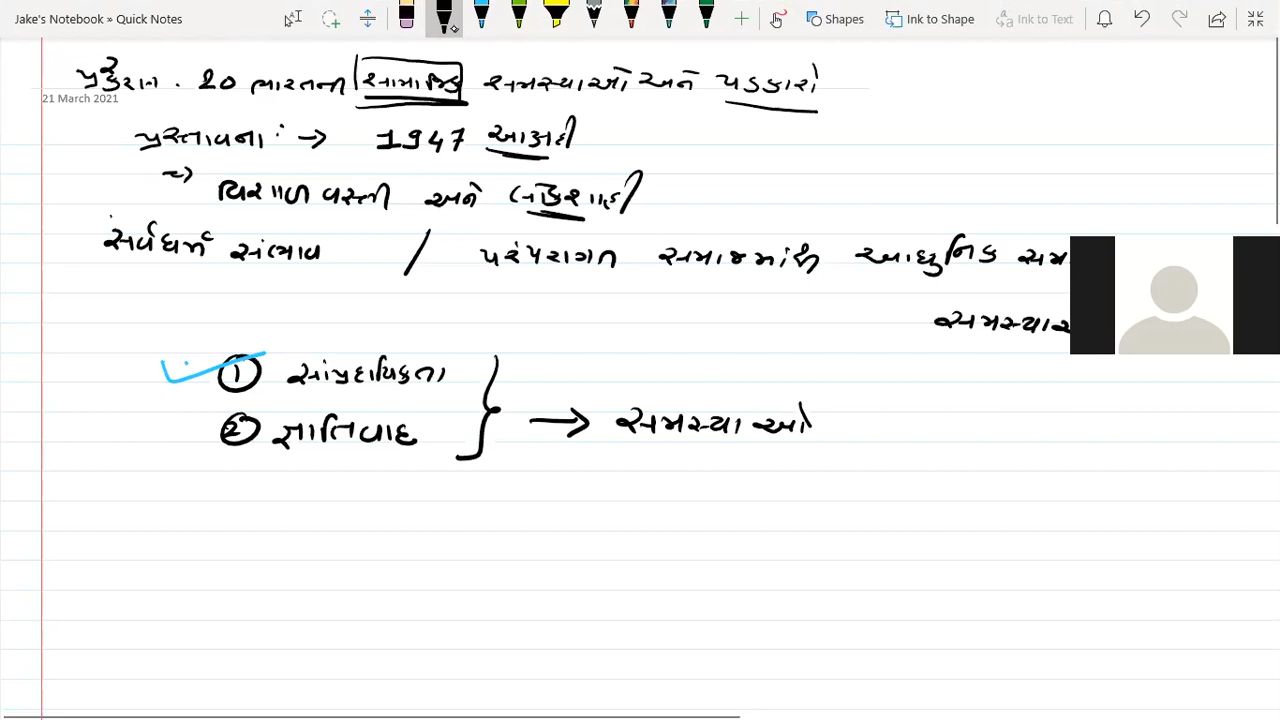 Jake's Notebook » Quick Notes
Shapes
Ink to Shape
Ink to Text
પ્રકરણ . 20 ભારતની સામાજિક સમસ્યાઓ અને પડકારો
21 March 2021
પ્રસ્તાવના :→ 1947 આઝાદી
⇒ વિશાળ વસ્તી અને લોકશાહી
સર્વધર્મ સંભાવ / પરંપરાગત સમાજમાંથી આધુનિક સમ
સમસ્યાઓ
① સાંપ્રદાયિકતા
② જ્ઞાતિવાદ } → સમસ્યાઓ